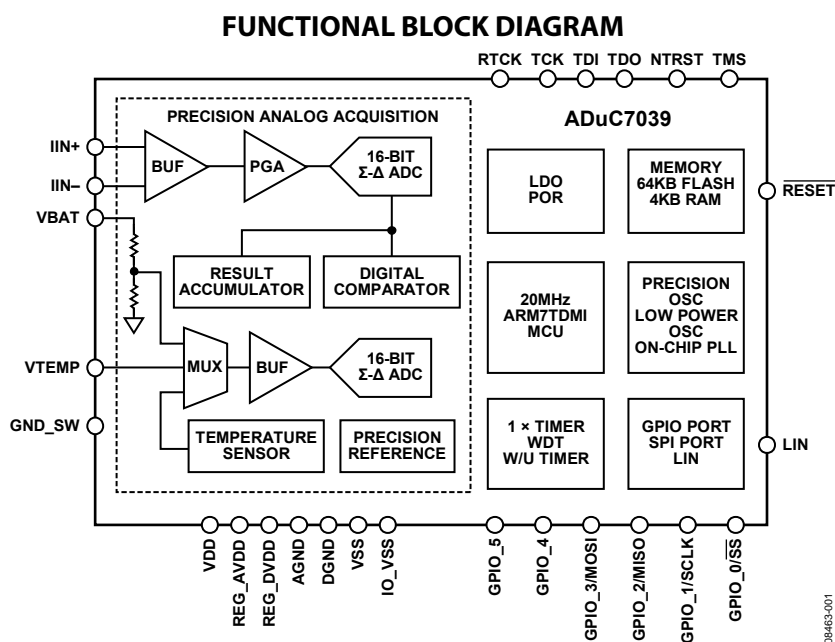 FUNCTIONAL BLOCK DIAGRAM
RTCK TCK TDI TDO NTRST TMS
PRECISION ANALOG ACQUISITION
ADuC7039
IIN+
IIN–
VBAT
VTEMP
GND_SW
BUF
PGA
16-BIT
Σ-Δ ADC
RESULT
ACCUMULATOR
DIGITAL
COMPARATOR
MUX
BUF
16-BIT
Σ-Δ ADC
TEMPERATURE
SENSOR
PRECISION
REFERENCE
LDO
POR
MEMORY
64KB FLASH
4KB RAM
20MHz
ARM7TDMI
MCU
PRECISION
OSC
LOW POWER
OSC
ON-CHIP PLL
1 × TIMER
WDT
W/U TIMER
GPIO PORT
SPI PORT
LIN
RESET
LIN
VDD
REG_AVDD
REG_DVDD
AGND
DGND
VSS
IO_VSS
GPIO_5
GPIO_4
GPIO_3/MOSI
GPIO_2/MISO
GPIO_1/SCLK
GPIO_0/SS
08463-001